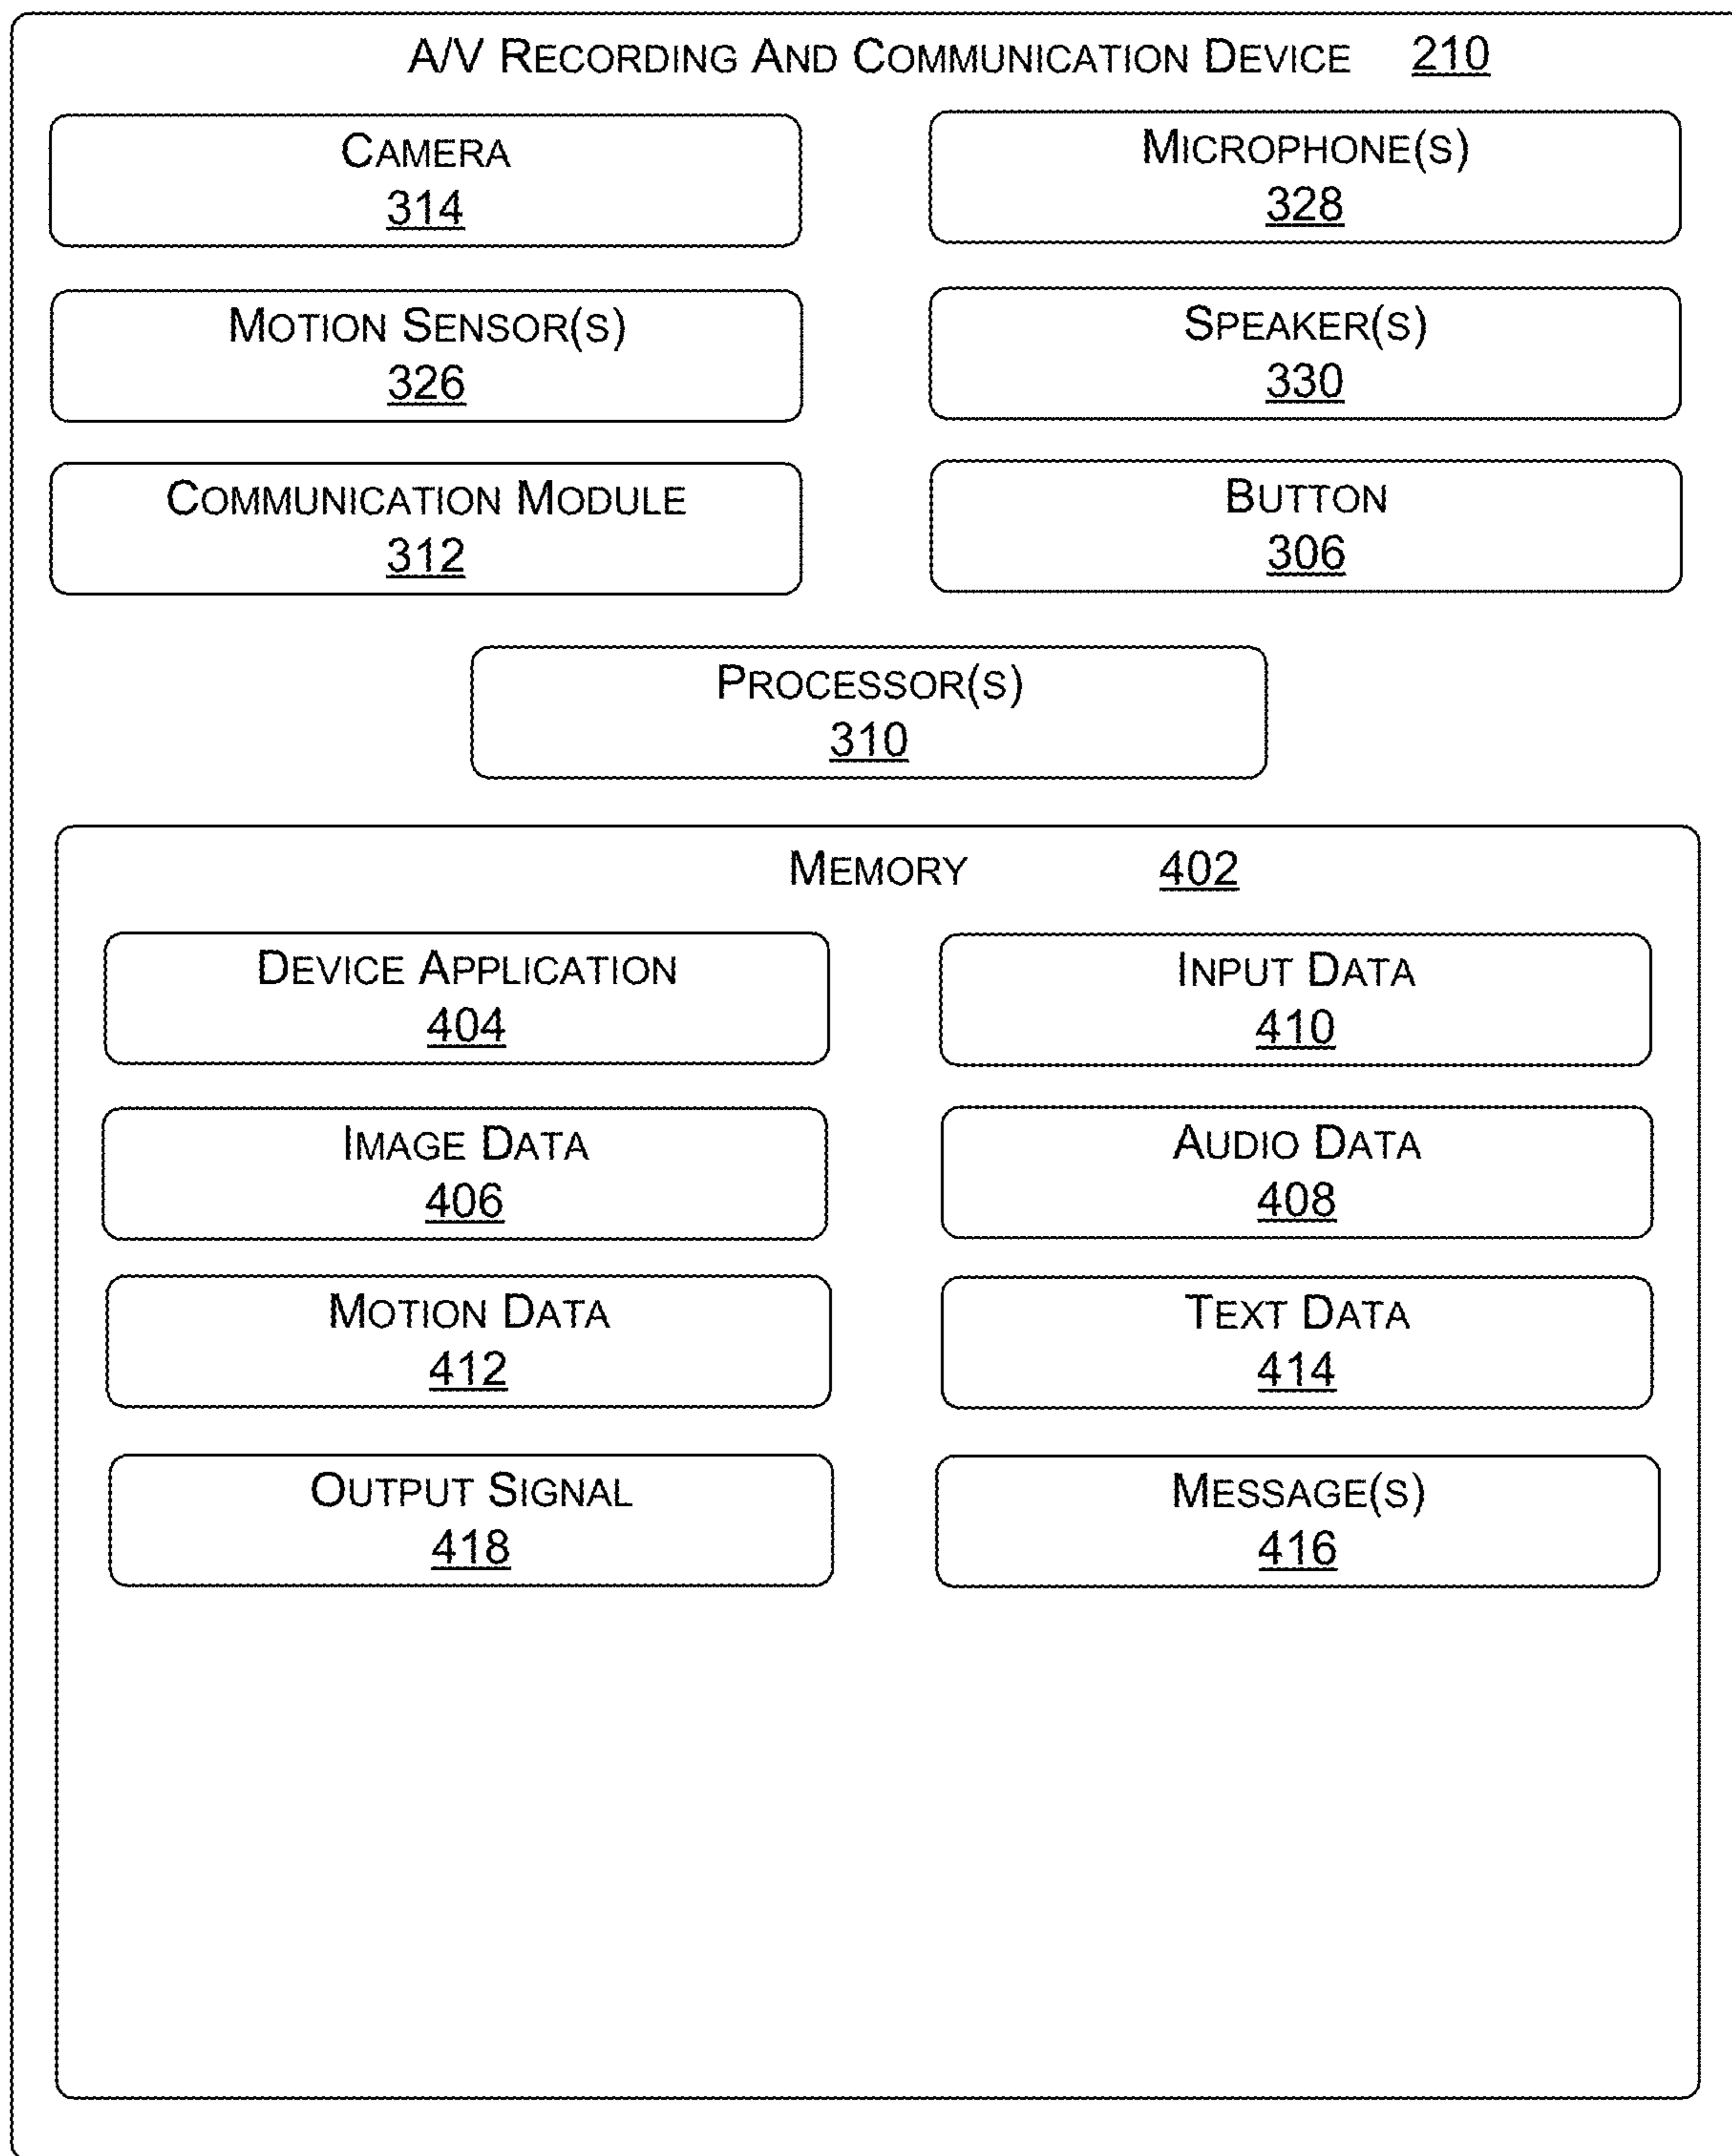 A/V RECORDING AND COMMUNICATION DEVICE 210
CAMERA
314
MICROPHONE(S)
328
MOTION SENSOR(S)
326
SPEAKER(S)
330
COMMUNICATION MODULE
312
BUTTON
306
PROCESSOR(S)
310
MEMORY 402
DEVICE APPLICATION
404
INPUT DATA
410
IMAGE DATA
406
AUDIO DATA
408
MOTION DATA
412
TEXT DATA
414
OUTPUT SIGNAL
418
MESSAGE(S)
416